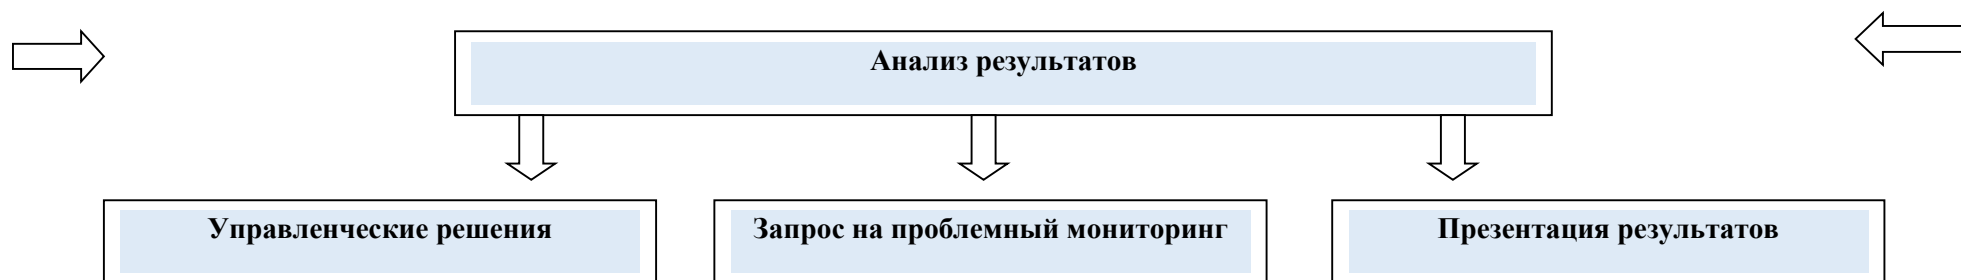 Анализ результатов
Управленческие решения
Запрос на проблемный мониторинг
Презентация результатов